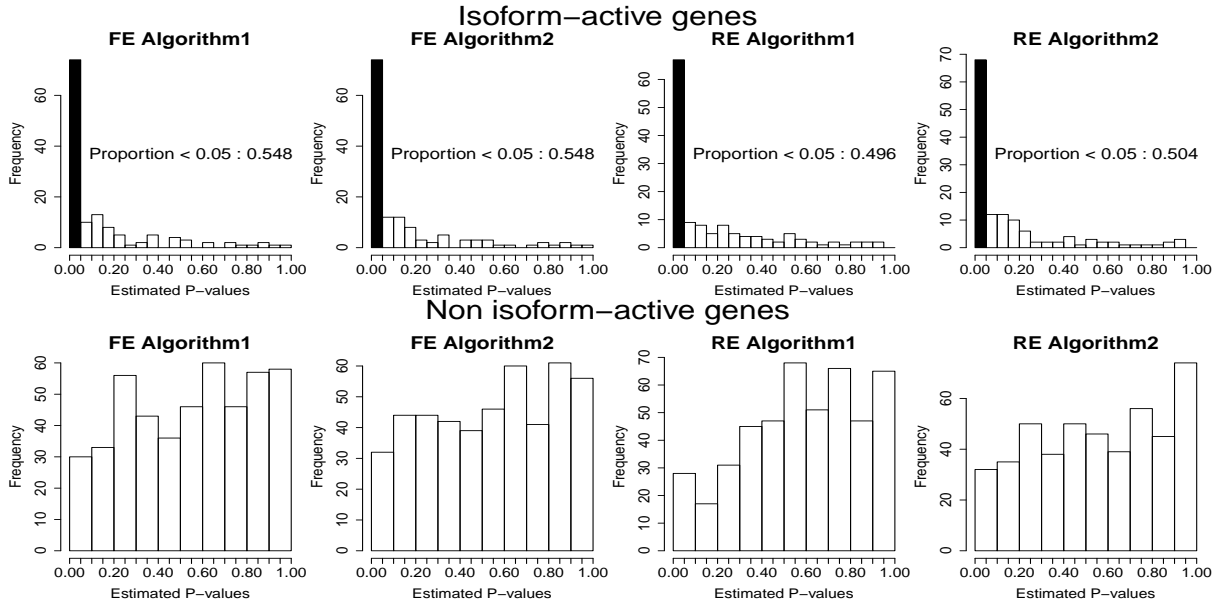 Isoform−active genes
FE Algorithm1
FE Algorithm2
RE Algorithm1
RE Algorithm2
Frequency
0 20 40 60
Proportion < 0.05 : 0.548
0.00 0.20 0.40 0.60 0.80 1.00
Estimated P−values
Frequency
0 20 40 60
Proportion < 0.05 : 0.548
0.00 0.20 0.40 0.60 0.80 1.00
Estimated P−values
Frequency
0 10 20 30 40 50 60
Proportion < 0.05 : 0.496
0.00 0.20 0.40 0.60 0.80 1.00
Estimated P−values
Frequency
0 10 20 30 40 50 60 70
Proportion < 0.05 : 0.504
0.00 0.20 0.40 0.60 0.80 1.00
Estimated P−values
Non isoform−active genes
FE Algorithm1
FE Algorithm2
RE Algorithm1
RE Algorithm2
Frequency
0 10 20 30 40 50 60
0.00 0.20 0.40 0.60 0.80 1.00
Estimated P−values
Frequency
0 10 20 30 40 50 60
0.00 0.20 0.40 0.60 0.80 1.00
Estimated P−values
Frequency
0 10 20 30 40 50 60 70
0.00 0.20 0.40 0.60 0.80 1.00
Estimated P−values
Frequency
0 20 40 60
0.00 0.20 0.40 0.60 0.80 1.00
Estimated P−values